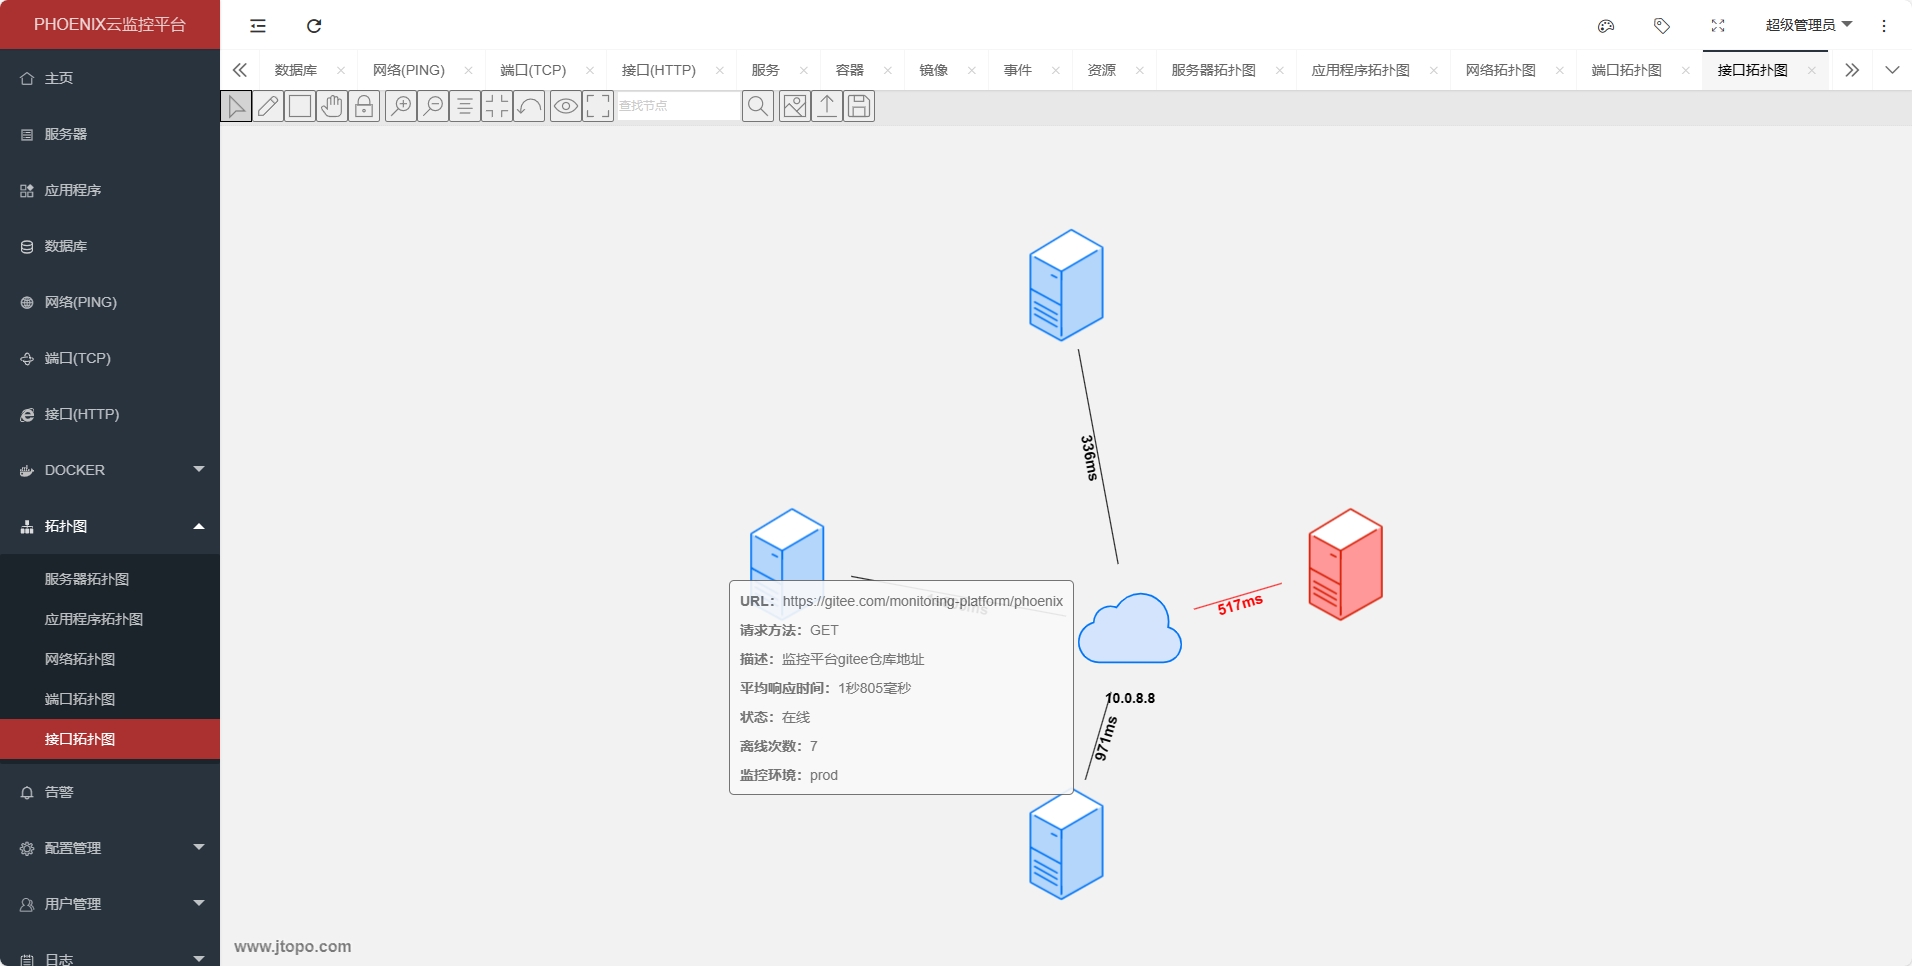 PHOENIX云监控平台
超级管理员
数据库
网络(PING)
端口(TCP)
接口(HTTP)
服务
容器
镜像
事件
资源
服务器拓扑图
应用程序拓扑图
网络拓扑图
端口拓扑图
接口拓扑图
查找节点
主页
服务器
应用程序
数据库
网络(PING)
端口(TCP)
接口(HTTP)
DOCKER
拓扑图
服务器拓扑图
应用程序拓扑图
网络拓扑图
端口拓扑图
接口拓扑图
告警
配置管理
用户管理
日志
336ms
517ms
URL：https://gitee.com/monitoring-platform/phoenix
请求方法：GET
描述：监控平台gitee仓库地址
平均响应时间：1秒805毫秒
状态：在线
离线次数：7
监控环境：prod
10.0.8.8
971ms
www.jtopo.com